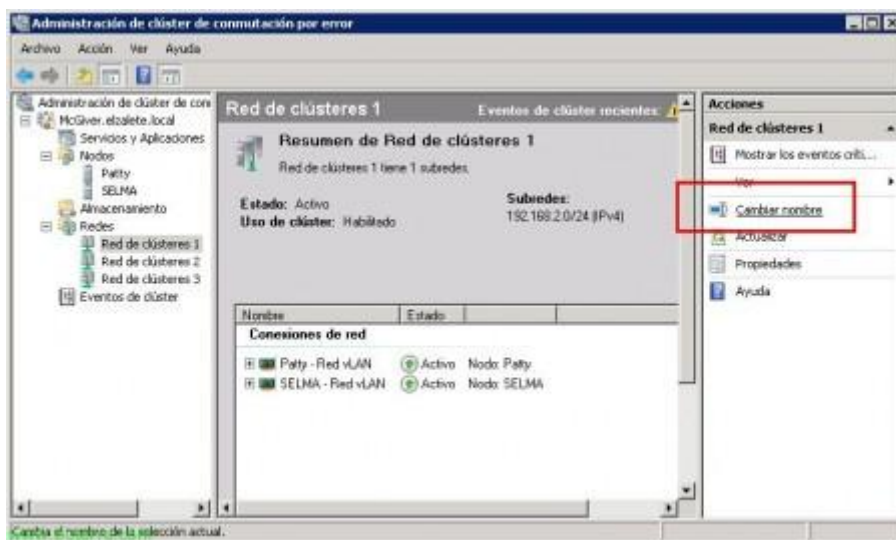 Administración de clúster de conmutación por error
Archivo Acción Ver Ayuda
Administración de clúster de con
McGiver.elzalete.local
Servicios y Aplicaciones
Nodos
Patty
SELMA
Almacenamiento
Redes
Red de clústeres 1
Red de clústeres 2
Red de clústeres 3
Eventos de clúster
Red de clústeres 1 Eventos de clúster recientes:
Resumen de Red de clústeres 1
Red de clústeres 1 tiene 1 subredes.
Estado: Activo
Uso de clúster: Habilitado
Subredes:
192.168.2.0/24 (IPv4)
Nombre Estado
Conexiones de red
Patty - Red vLAN Activo Nodo: Patty
SELMA - Red vLAN Activo Nodo: SELMA
Acciones
Red de clústeres 1
Mostrar los eventos críti...
Ver
Cambiar nombre
Actualizar
Propiedades
Ayuda
Cambia el nombre de la selección actual.